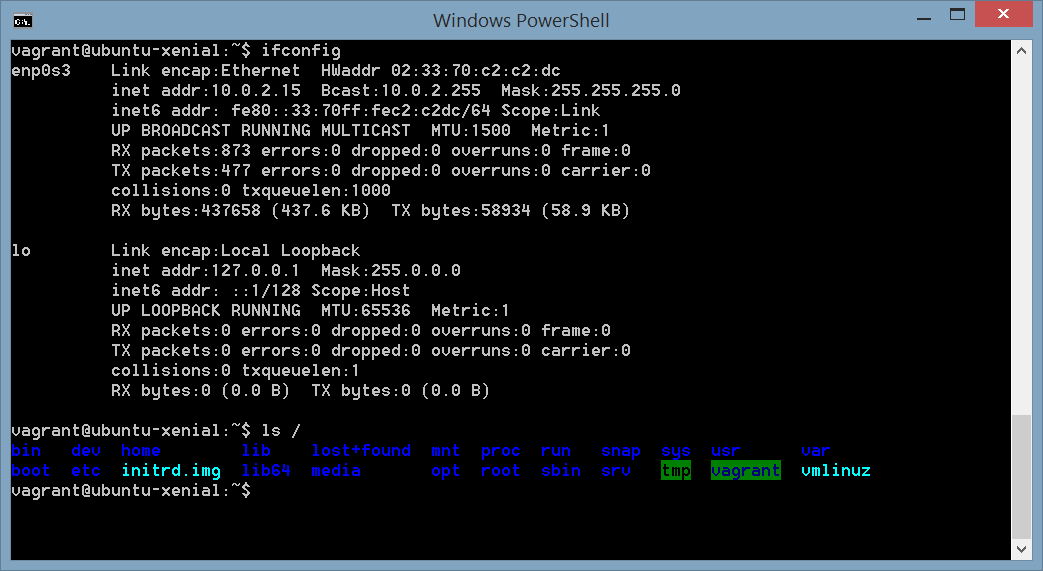 Windows PowerShell
vagrant@ubuntu-xenial:~$ ifconfig
enp0s3    Link encap:Ethernet  HWaddr 02:33:70:c2:c2:dc
          inet addr:10.0.2.15  Bcast:10.0.2.255  Mask:255.255.255.0
          inet6 addr: fe80::33:70ff:fec2:c2dc/64 Scope:Link
          UP BROADCAST RUNNING MULTICAST  MTU:1500  Metric:1
          RX packets:873 errors:0 dropped:0 overruns:0 frame:0
          TX packets:477 errors:0 dropped:0 overruns:0 carrier:0
          collisions:0 txqueuelen:1000
          RX bytes:437658 (437.6 KB)  TX bytes:58934 (58.9 KB)

lo        Link encap:Local Loopback
          inet addr:127.0.0.1  Mask:255.0.0.0
          inet6 addr: ::1/128 Scope:Host
          UP LOOPBACK RUNNING  MTU:65536  Metric:1
          RX packets:0 errors:0 dropped:0 overruns:0 frame:0
          TX packets:0 errors:0 dropped:0 overruns:0 carrier:0
          collisions:0 txqueuelen:1
          RX bytes:0 (0.0 B)  TX bytes:0 (0.0 B)

vagrant@ubuntu-xenial:~$ ls /
bin   dev  home        lib    lost+found  mnt  proc  run   snap  sys  usr      var
boot  etc  initrd.img  lib64  media       opt  root  sbin  srv   tmp  vagrant  vmlinuz
vagrant@ubuntu-xenial:~$